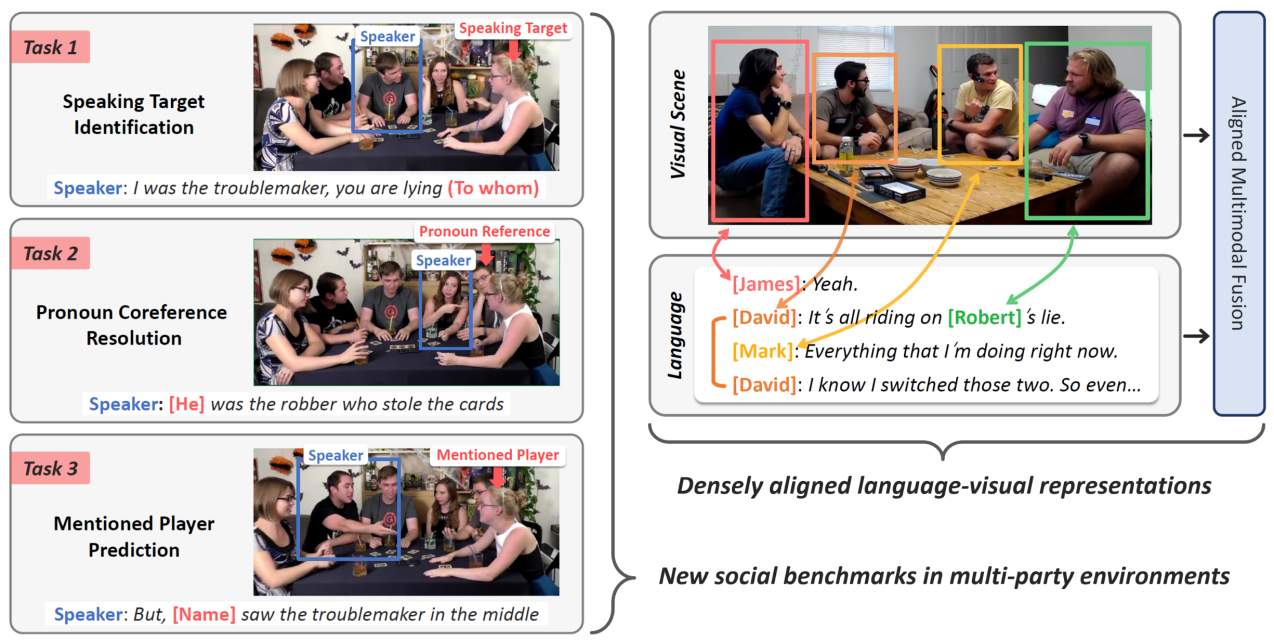 Task 1
Speaking Target
Identification
Speaker
Speaking Target
Speaker: I was the troublemaker, you are lying (To whom)
Task 2
Pronoun Coreference
Resolution
Pronoun Reference
Speaker
Speaker: [He] was the robber who stole the cards
Task 3
Mentioned Player
Prediction
Speaker
Mentioned Player
Speaker: But, [Name] saw the troublemaker in the middle
Visual Scene
Language
[James]: Yeah.
[David]: It´s all riding on [Robert]´s lie.
[Mark]: Everything that I´m doing right now.
[David]: I know I switched those two. So even...
Aligned Multimodal Fusion
Densely aligned language-visual representations
New social benchmarks in multi-party environments